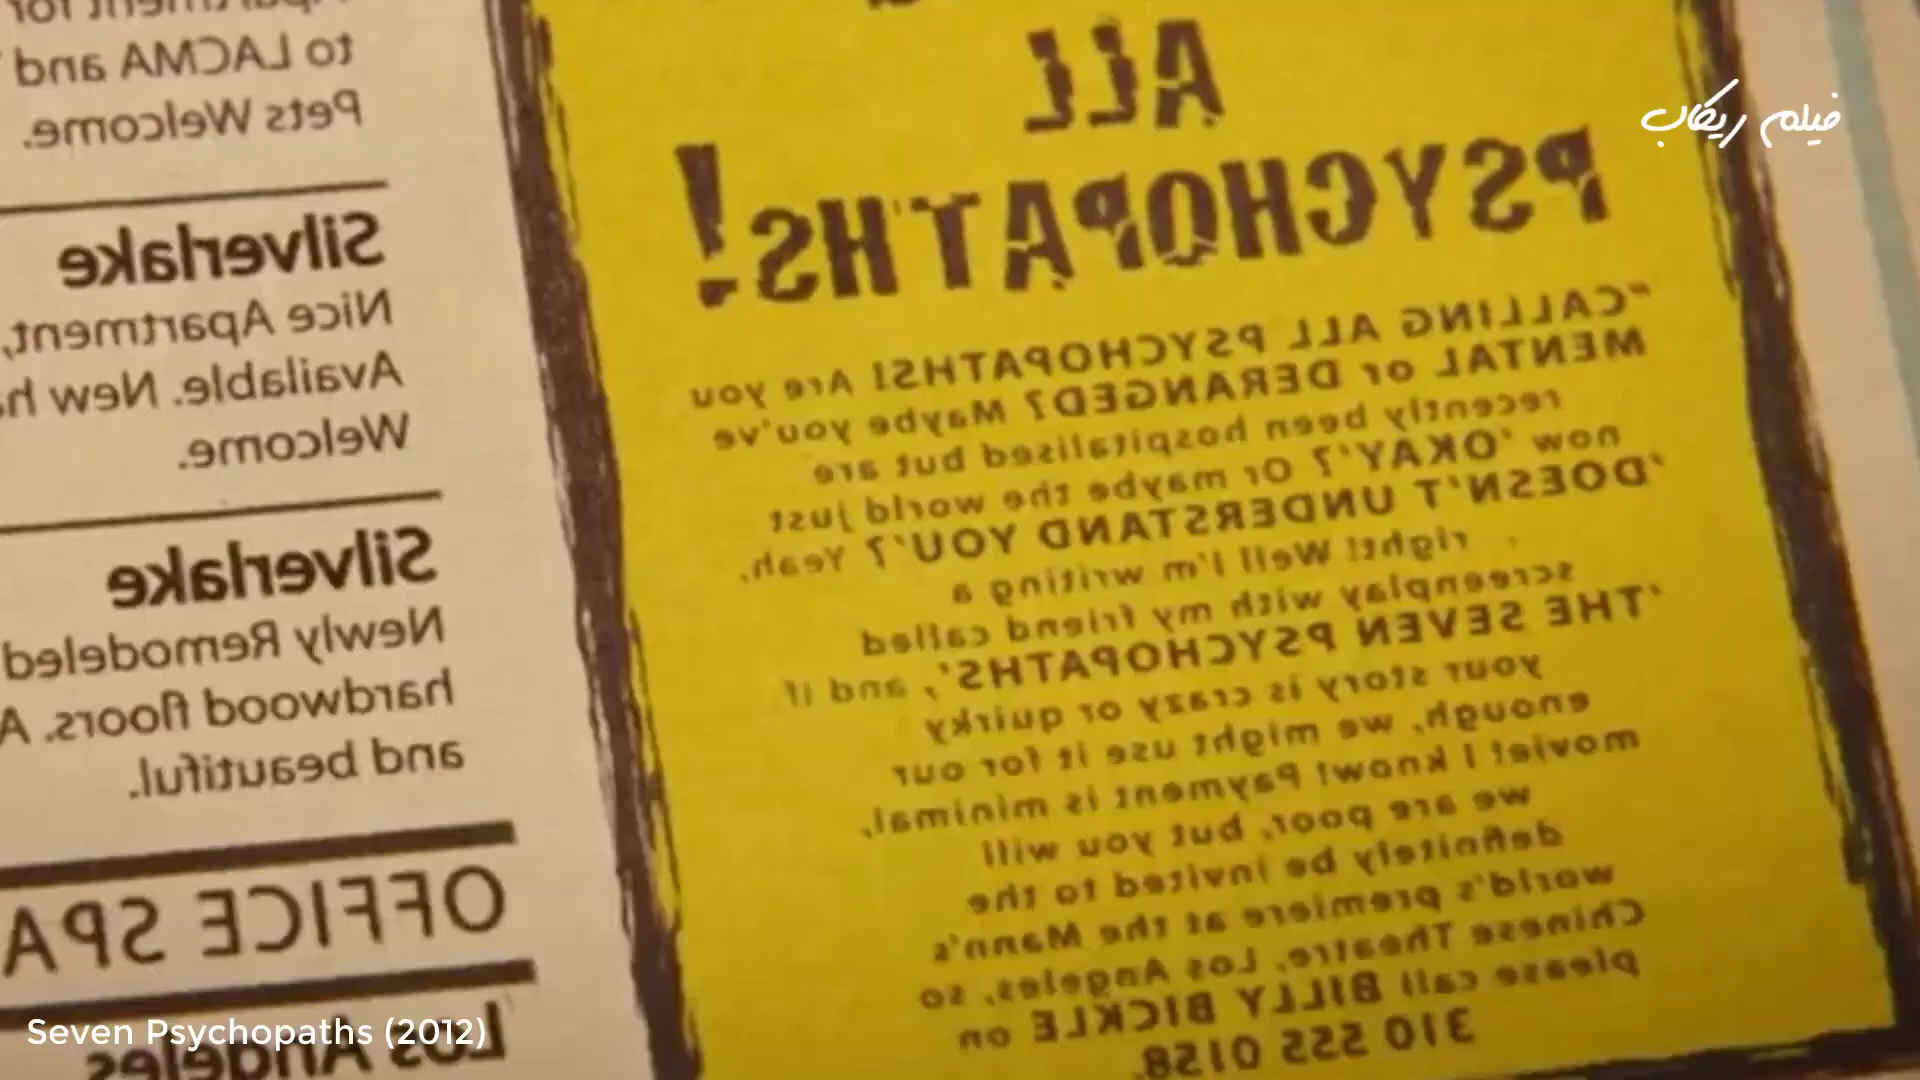 to LACMA and
Pets Welcome.
Silverlake
Nice Apartment,
Available. New
Welcome.
Silverlake
Newly Remodeled
hardwood floors. A
and beautiful.
OFFICE SPA
Los Angeles
ALL
PSYCHOPATHS!
"CALLING ALL PSYCHOPATHS! Are you
MENTAL or DERANGED? Maybe you've
recently been hospitalised but are
now 'OKAY'? Or maybe the world just
'DOESN'T UNDERSTAND YOU'? Yeah,
right! Well I'm writing a
screenplay with my friend called
'THE SEVEN PSYCHOPATHS', and if
your story is crazy or quirky
enough, we might use it for our
movie! I know! Payment is minimal,
we are poor, but you will
definitely be invited to the
world's premiere at the Mann's
Chinese Theatre, Los Angeles, so
please call BILLY BICKLE on
310 555 0158.
فیلم ریکاب
Seven Psychopaths (2012)